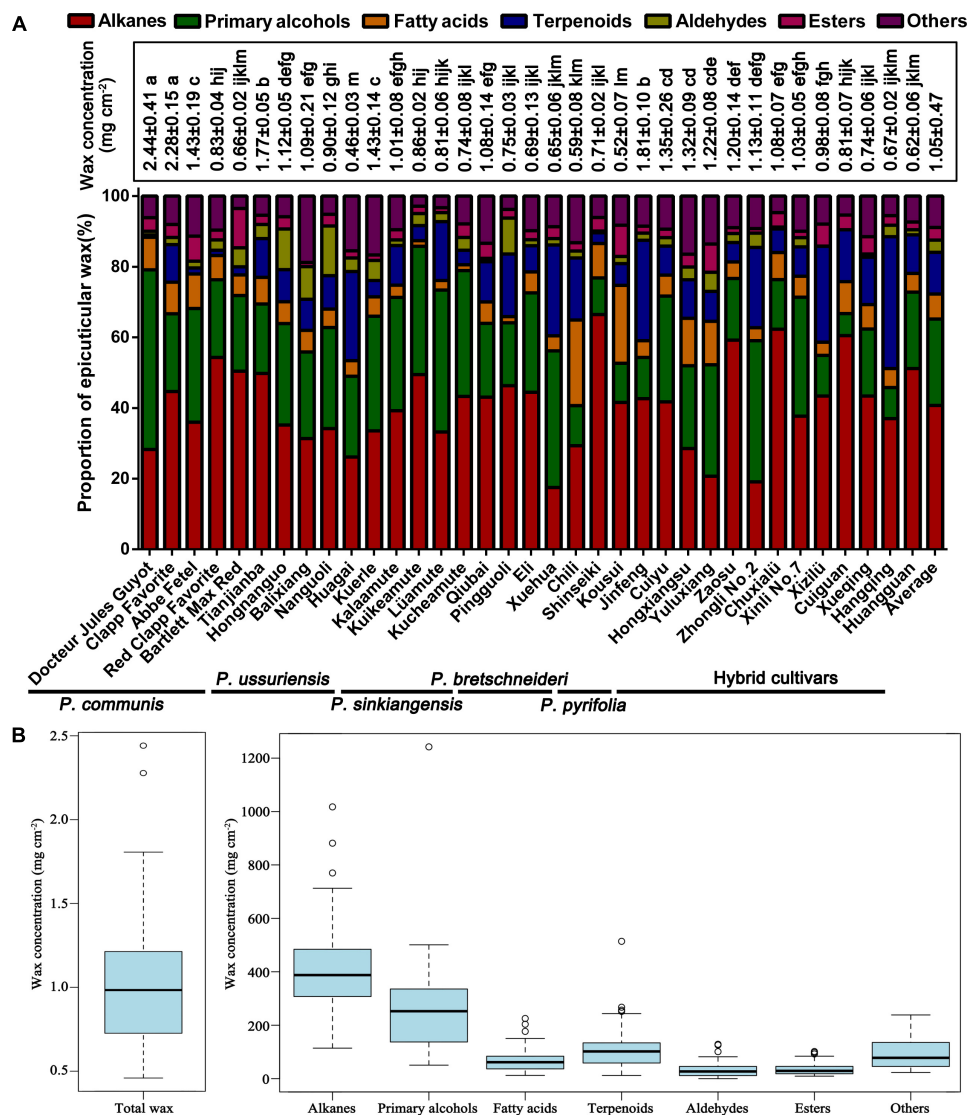 A
Alkanes Primary alcohols Fatty acids Terpenoids Aldehydes Esters Others
Wax concentration
(mg cm-2)
2.44±0.41 a
2.28±0.15 a
1.43±0.19 c
0.83±0.04 hij
0.66±0.02 ijklm
1.77±0.05 b
1.12±0.05 defg
1.09±0.21 efg
0.90±0.12 ghi
0.46±0.03 m
1.43±0.14 c
1.01±0.08 efgh
0.86±0.02 hij
0.81±0.06 hijk
0.74±0.08 ijkl
1.08±0.14 efg
0.75±0.03 ijkl
0.69±0.13 ijkl
0.65±0.06 jklm
0.59±0.08 klm
0.71±0.02 ijkl
0.52±0.07 lm
1.81±0.10 b
1.35±0.26 cd
1.32±0.09 cd
1.22±0.08 cde
1.20±0.14 def
1.13±0.11 defg
1.08±0.07 efg
1.03±0.05 efgh
0.98±0.08 fgh
0.81±0.07 hijk
0.74±0.06 ijkl
0.67±0.02 ijklm
0.62±0.06 jklm
1.05±0.47
Proportion of epicuticular wax(%)
100
80
60
40
20
0
Docteur Jules Guyot
Clapp Favorite
Abbe Fetel
Red Clapp Favorite
Bartlett Max Red
Tianjianba
Hongnanguo
Balixiang
Nanguoli
Huagai
Kuerle
Kalaamute
Kuikeamute
Lüamute
Kucheamute
Qiubai
Pingguoli
Eli
Xuehua
Chili
Shinseiki
Kousui
Jinfeng
Cuiyu
Hongxiangsu
Yuluxiang
Zaosu
Zhongli No.2
Chuxialü
Xinli No.7
Xizilü
Cuiguan
Xueqing
Hangqing
Huangguan
Average
P. ussuriensis P. bretschneideri Hybrid cultivars
P. communis P. sinkiangensis P. pyrifolia
B
Wax concentration (mg cm-2)
2.5
2.0
1.5
1.0
0.5
Total wax
Wax concentration (mg cm-2)
1200
1000
800
600
400
200
0
Alkanes Primary alcohols Fatty acids Terpenoids Aldehydes Esters Others